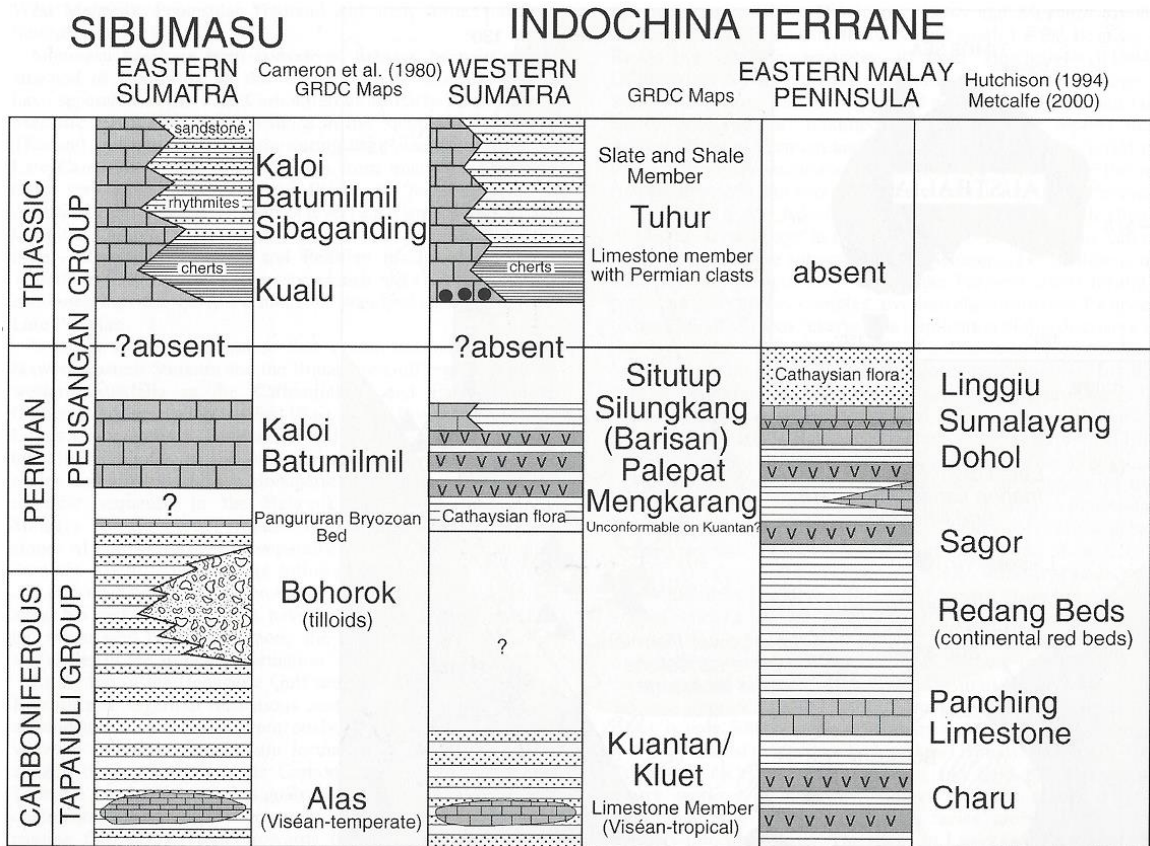 SIBUMASU
INDOCHINA TERRANE
EASTERN
SUMATRA
Cameron et al. (1980)
GRDC Maps
WESTERN
SUMATRA
GRDC Maps
EASTERN MALAY
PENINSULA
Hutchison (1994)
Metcalfe (2000)
TRIASSIC
PERMIAN
CARBONIFEROUS
PEUSANGAN GROUP
TAPANULI GROUP
sandstone
rhythmites
cherts
?absent
?
Kaloi
Batumilmil
Sibaganding
Kualu
Kaloi
Batumilmil
Pangururan Bryozoan
Bed
Bohorok
(tilloids)
Alas
(Viséan-temperate)
cherts
?absent
V V V V V V V
V V V V V V V
V V V V V V V
Cathaysian flora
?
Slate and Shale
Member
Tuhur
Limestone member
with Permian clasts
Situtup
Silungkang
(Barisan)
Palepat
Mengkarang
Unconformable on Kuantan?
Kuantan/
Kluet
Limestone Member
(Viséan-tropical)
absent
Cathaysian flora
V V V V V V V V
V V V V V V V
V V V V V V V
V V V V V V V
V V V V V V V
Linggiu
Sumalayang
Dohol
Sagor
Redang Beds
(continental red beds)
Panching
Limestone
Charu